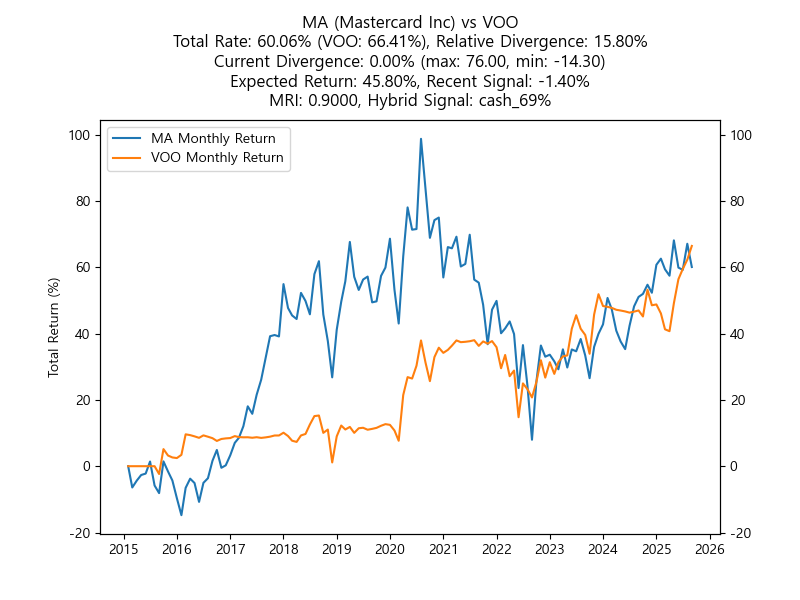 MA (Mastercard Inc) vs VOO
Total Rate: 60.06% (VOO: 66.41%), Relative Divergence: 15.80%
Current Divergence: 0.00% (max: 76.00, min: -14.30)
Expected Return: 45.80%, Recent Signal: -1.40%
MRI: 0.9000, Hybrid Signal: cash_69%
MA Monthly Return
VOO Monthly Return
Total Return (%)
100
80
60
40
20
0
-20
100
80
60
40
20
0
-20
2015 2016 2017 2018 2019 2020 2021 2022 2023 2024 2025 2026